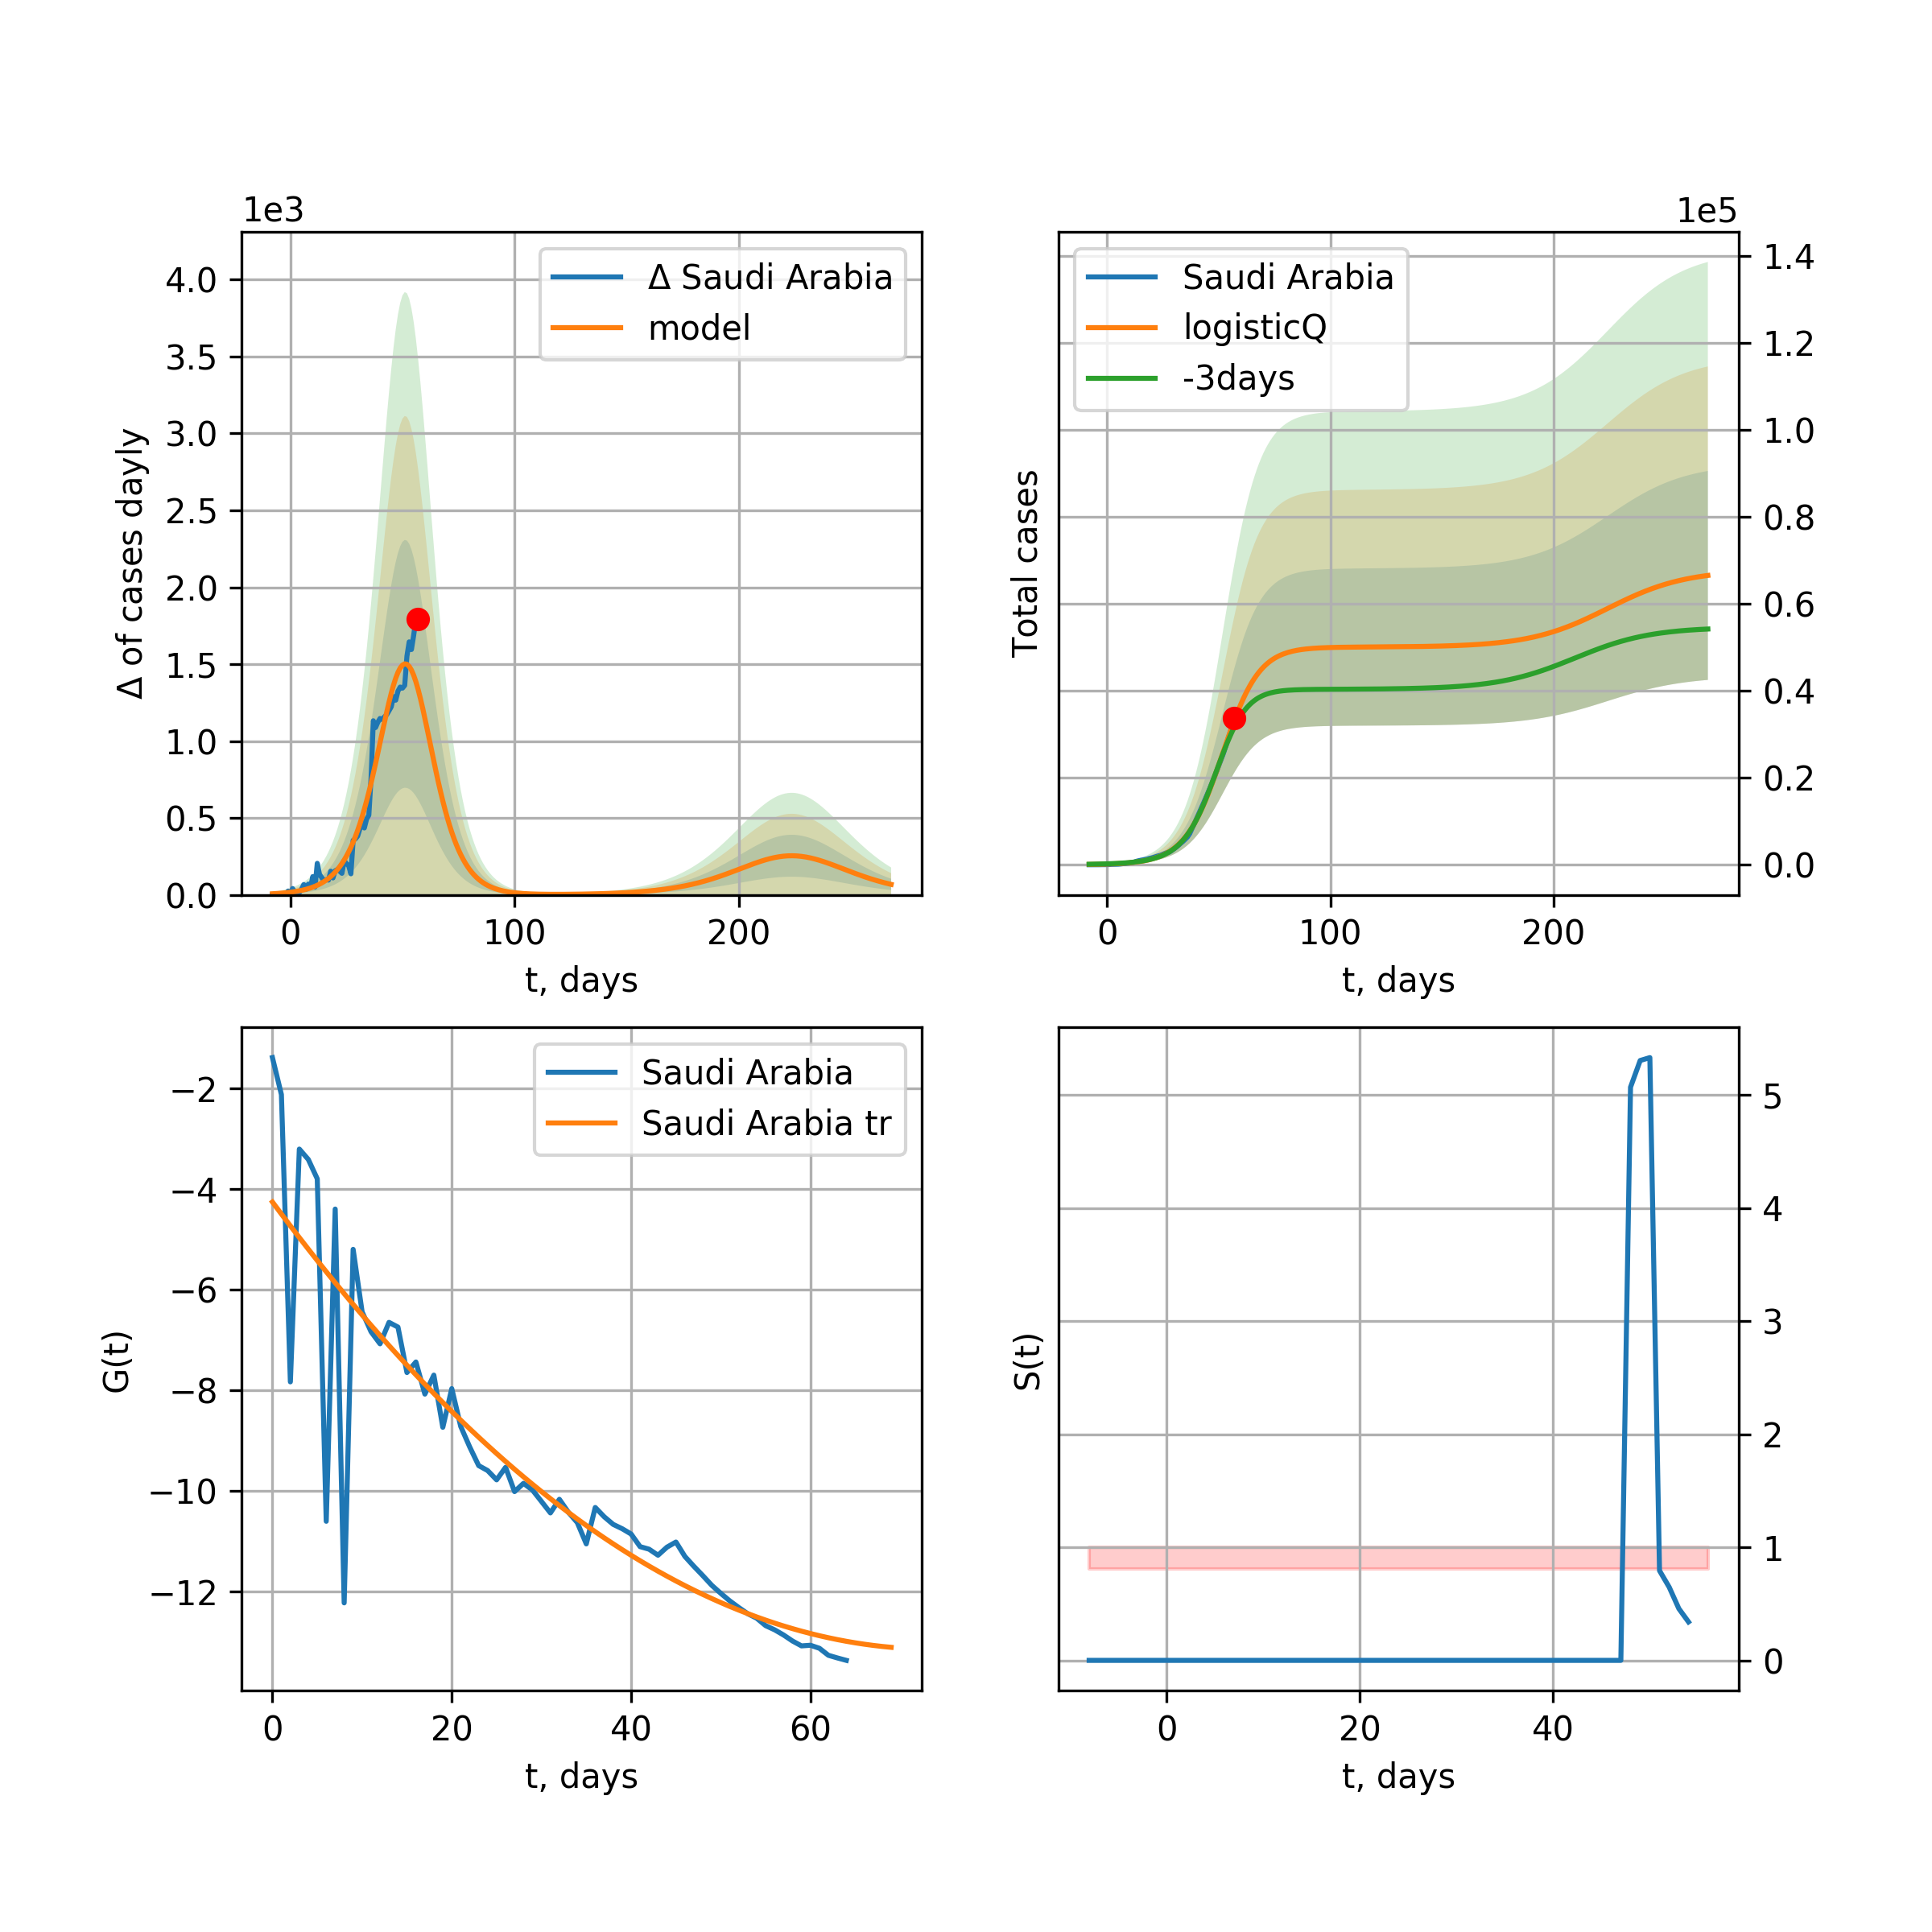 1e3
Δ of cases dayly
4.0
3.5
3.0
2.5
2.0
1.5
1.0
0.5
0.0
Δ Saudi Arabia
model
0 100 200
t, days
1e5
Total cases
Saudi Arabia
logisticQ
-3days
1.4
1.2
1.0
0.8
0.6
0.4
0.2
0.0
0 100 200
t, days
G(t)
−2
−4
−6
−8
−10
−12
Saudi Arabia
Saudi Arabia tr
0 20 40 60
t, days
S(t)
5
4
3
2
1
0
0 20 40
t, days